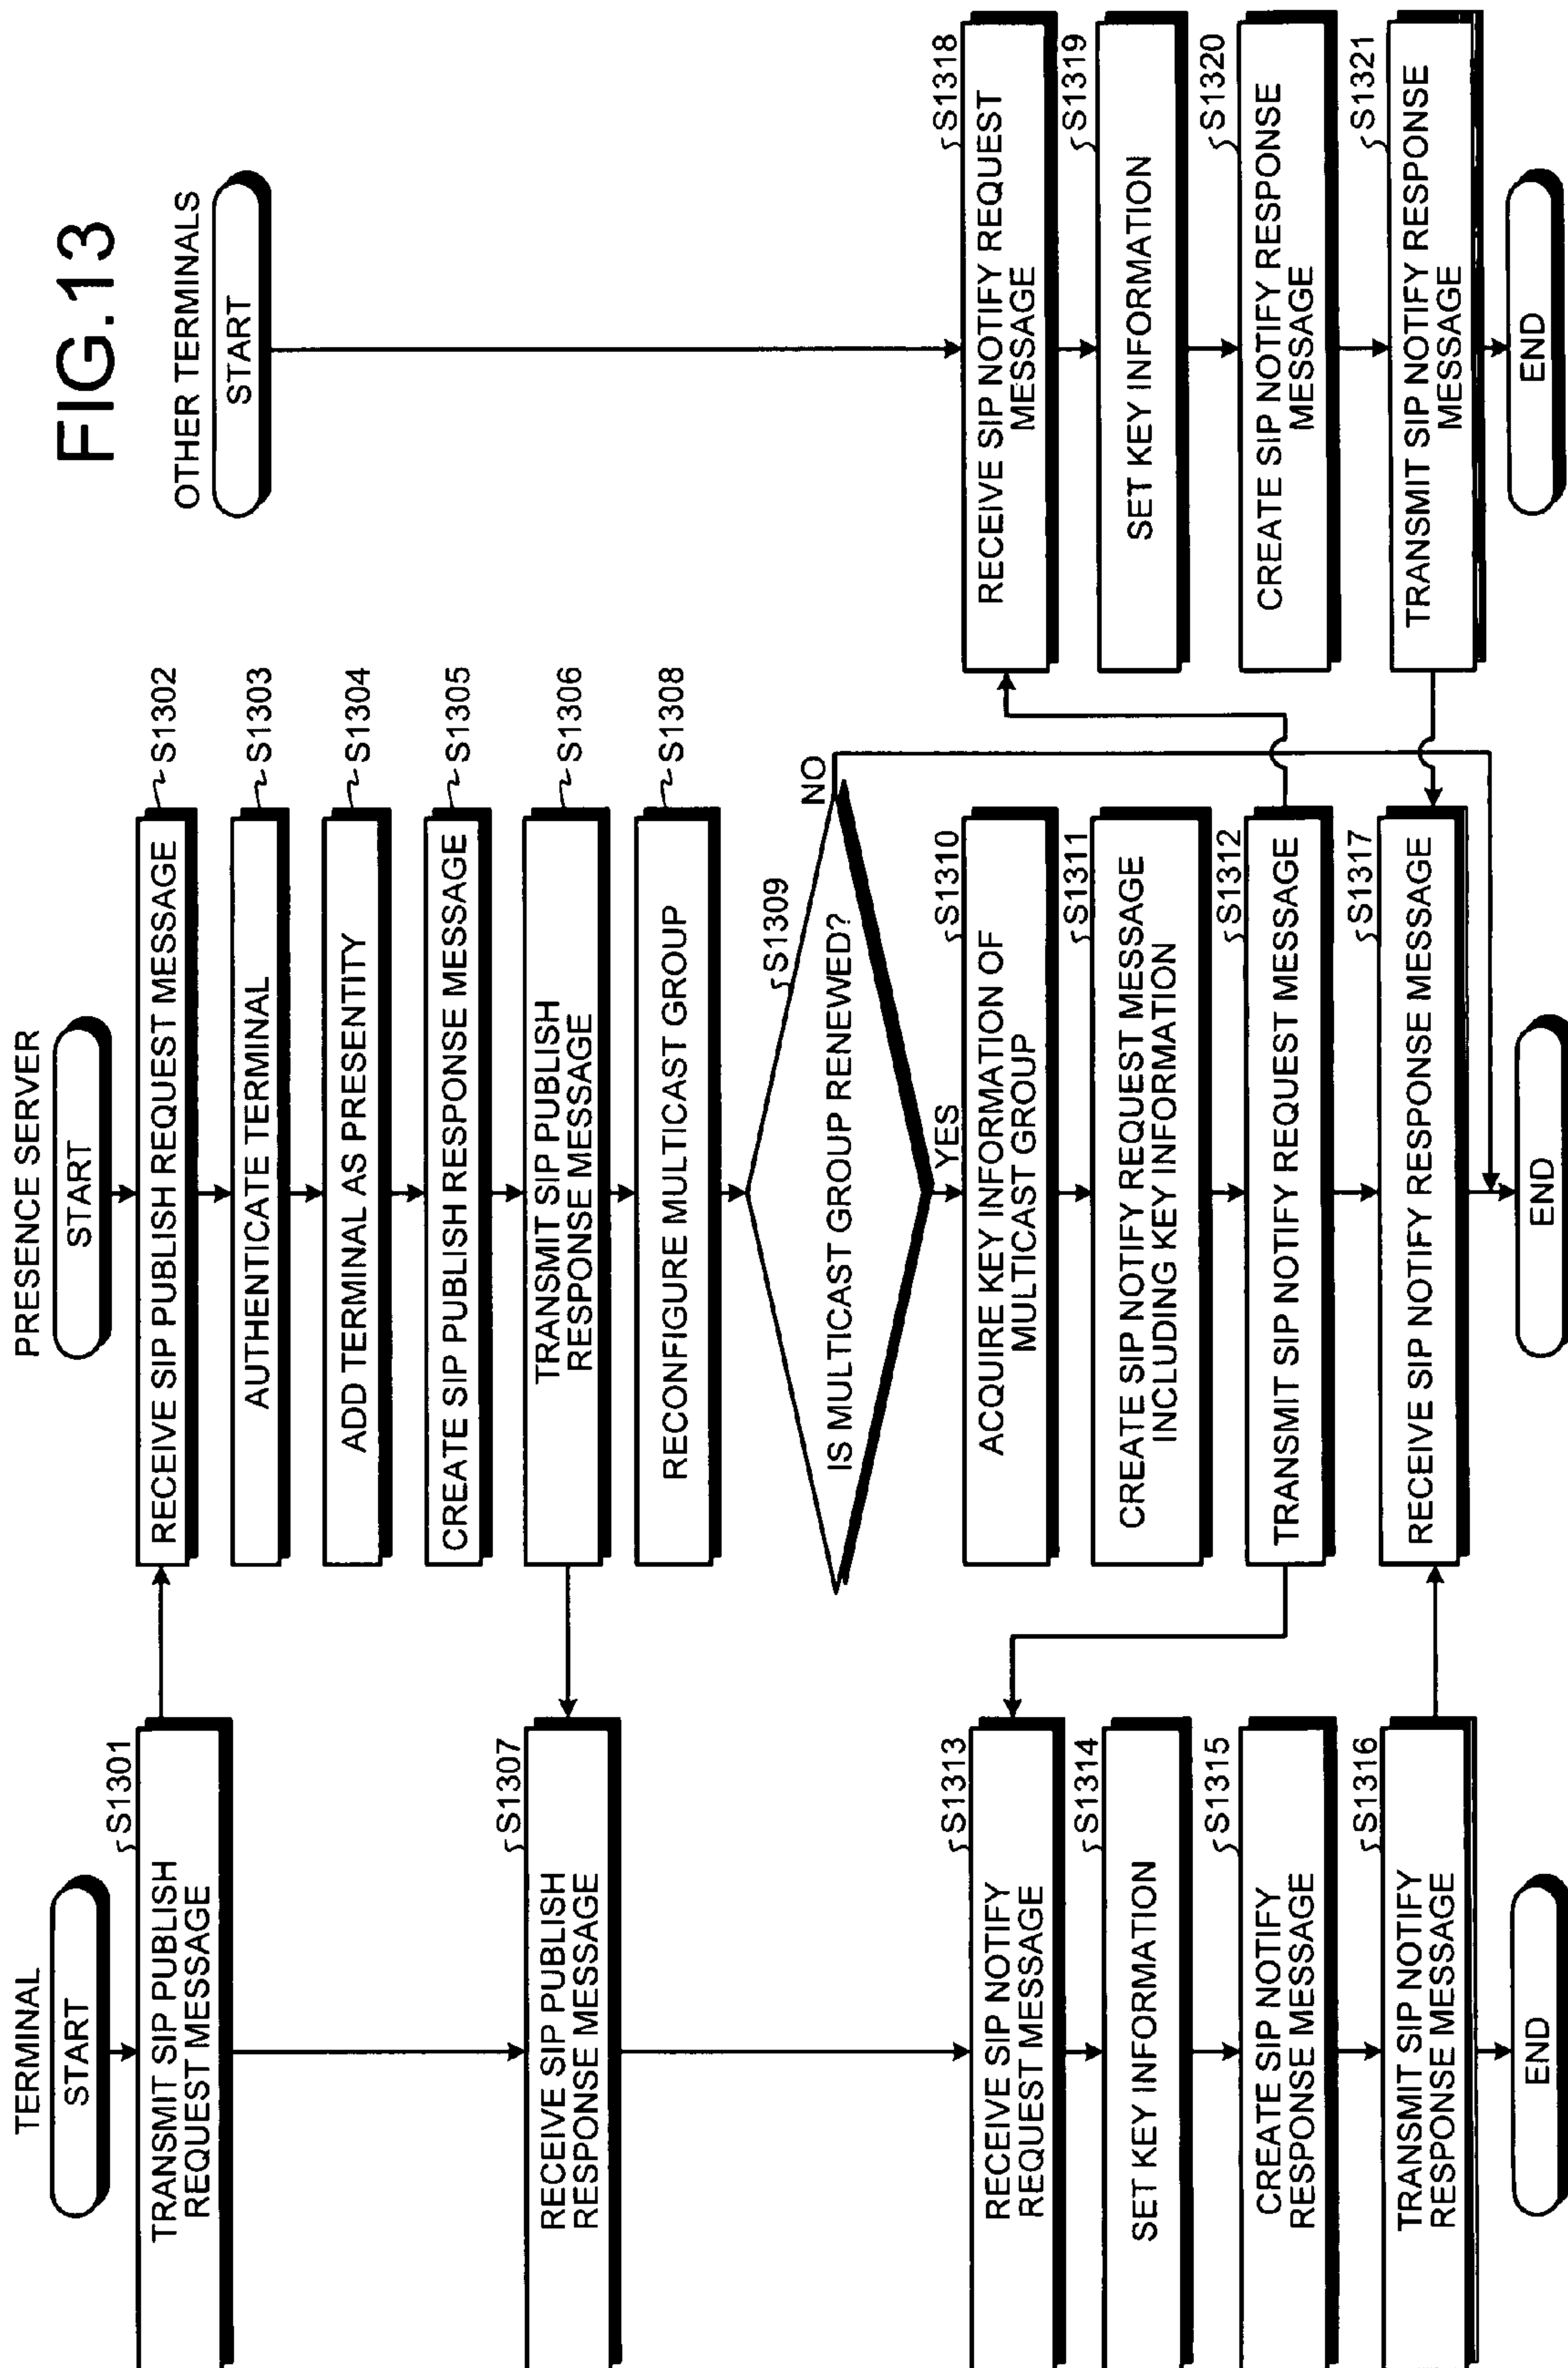 FIG.13
TERMINAL
START
S1301
TRANSMIT SIP PUBLISH
REQUEST MESSAGE
S1307
RECEIVE SIP PUBLISH
RESPONSE MESSAGE
S1313
RECEIVE SIP NOTIFY
REQUEST MESSAGE
S1314
SET KEY INFORMATION
S1315
CREATE SIP NOTIFY
RESPONSE MESSAGE
S1316
TRANSMIT SIP NOTIFY
RESPONSE MESSAGE
END
PRESENCE SERVER
START
S1302
RECEIVE SIP PUBLISH REQUEST MESSAGE
S1303
AUTHENTICATE TERMINAL
S1304
ADD TERMINAL AS PRESENTITY
S1305
CREATE SIP PUBLISH RESPONSE MESSAGE
S1306
TRANSMIT SIP PUBLISH
RESPONSE MESSAGE
S1308
RECONFIGURE MULTICAST GROUP
S1309
IS MULTICAST GROUP RENEWED?
NO
YES
S1310
ACQUIRE KEY INFORMATION OF
MULTICAST GROUP
S1311
CREATE SIP NOTIFY REQUEST MESSAGE
INCLUDING KEY INFORMATION
S1312
TRANSMIT SIP NOTIFY REQUEST MESSAGE
S1317
RECEIVE SIP NOTIFY RESPONSE MESSAGE
END
OTHER TERMINALS
START
S1318
RECEIVE SIP NOTIFY REQUEST
MESSAGE
S1319
SET KEY INFORMATION
S1320
CREATE SIP NOTIFY RESPONSE
MESSAGE
S1321
TRANSMIT SIP NOTIFY RESPONSE
MESSAGE
END